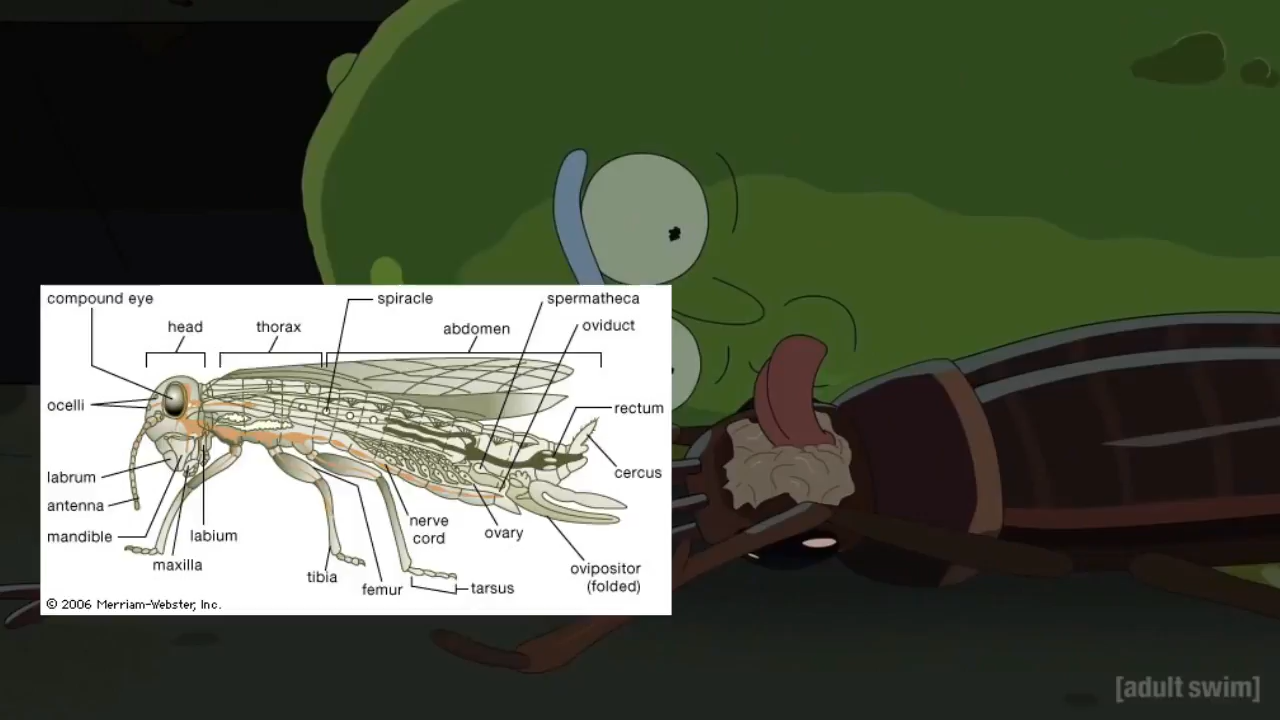 compound eye
spiracle
spermatheca
head
thorax
abdomen
oviduct
ocelli
rectum
labrum
cercus
antenna
mandible
labium
nerve
cord
ovary
maxilla
tibia
femur
tarsus
ovipositor
(folded)
© 2006 Merriam-Webster, Inc.
[adult swim]